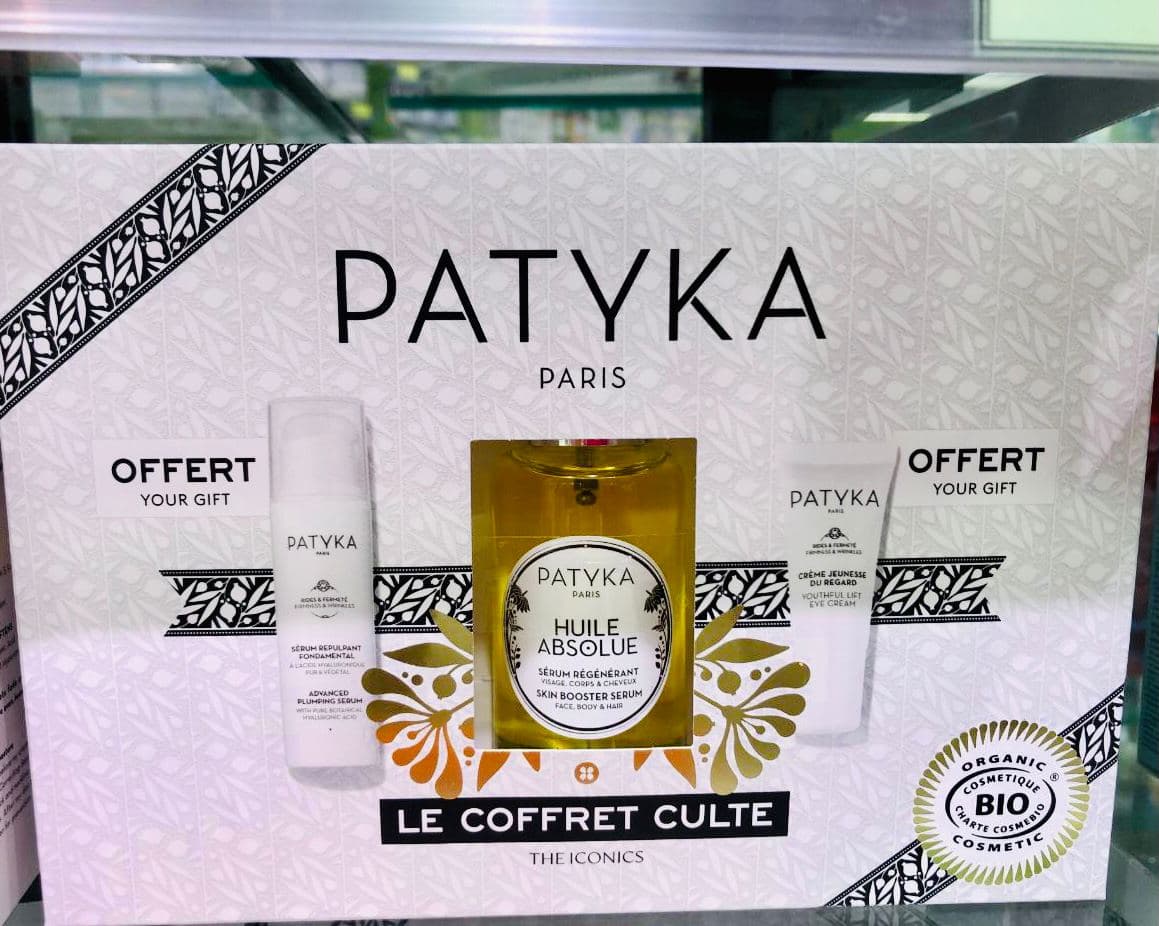 PATYKA
PARIS
OFFERT
YOUR GIFT
PATYKA
PARIS
RIDES & FERMETÉ
FIRMNESS & WRINKLES
SÉRUM REPULPANT
FONDAMENTAL
À L'ACIDE HYALURONIQUE
PUR & VÉGÉTAL
ADVANCED
PLUMPING SERUM
WITH PURE BOTANICAL
HYALURONIC ACID
PATYKA
PARIS
HUILE
ABSOLUE
SÉRUM RÉGÉNÉRANT
VISAGE, CORPS & CHEVEUX
SKIN BOOSTER SERUM
FACE, BODY & HAIR
PATYKA
PARIS
RIDES & FERMETÉ
FIRMNESS & WRINKLES
CRÈME JEUNESSE
DU REGARD
YOUTHFUL LIFT
EYE CREAM
OFFERT
YOUR GIFT
LE COFFRET CULTE
THE ICONICS
ORGANIC
COSMETIQUE ®
BIO
CHARTE COSMEBIO
COSMETIC